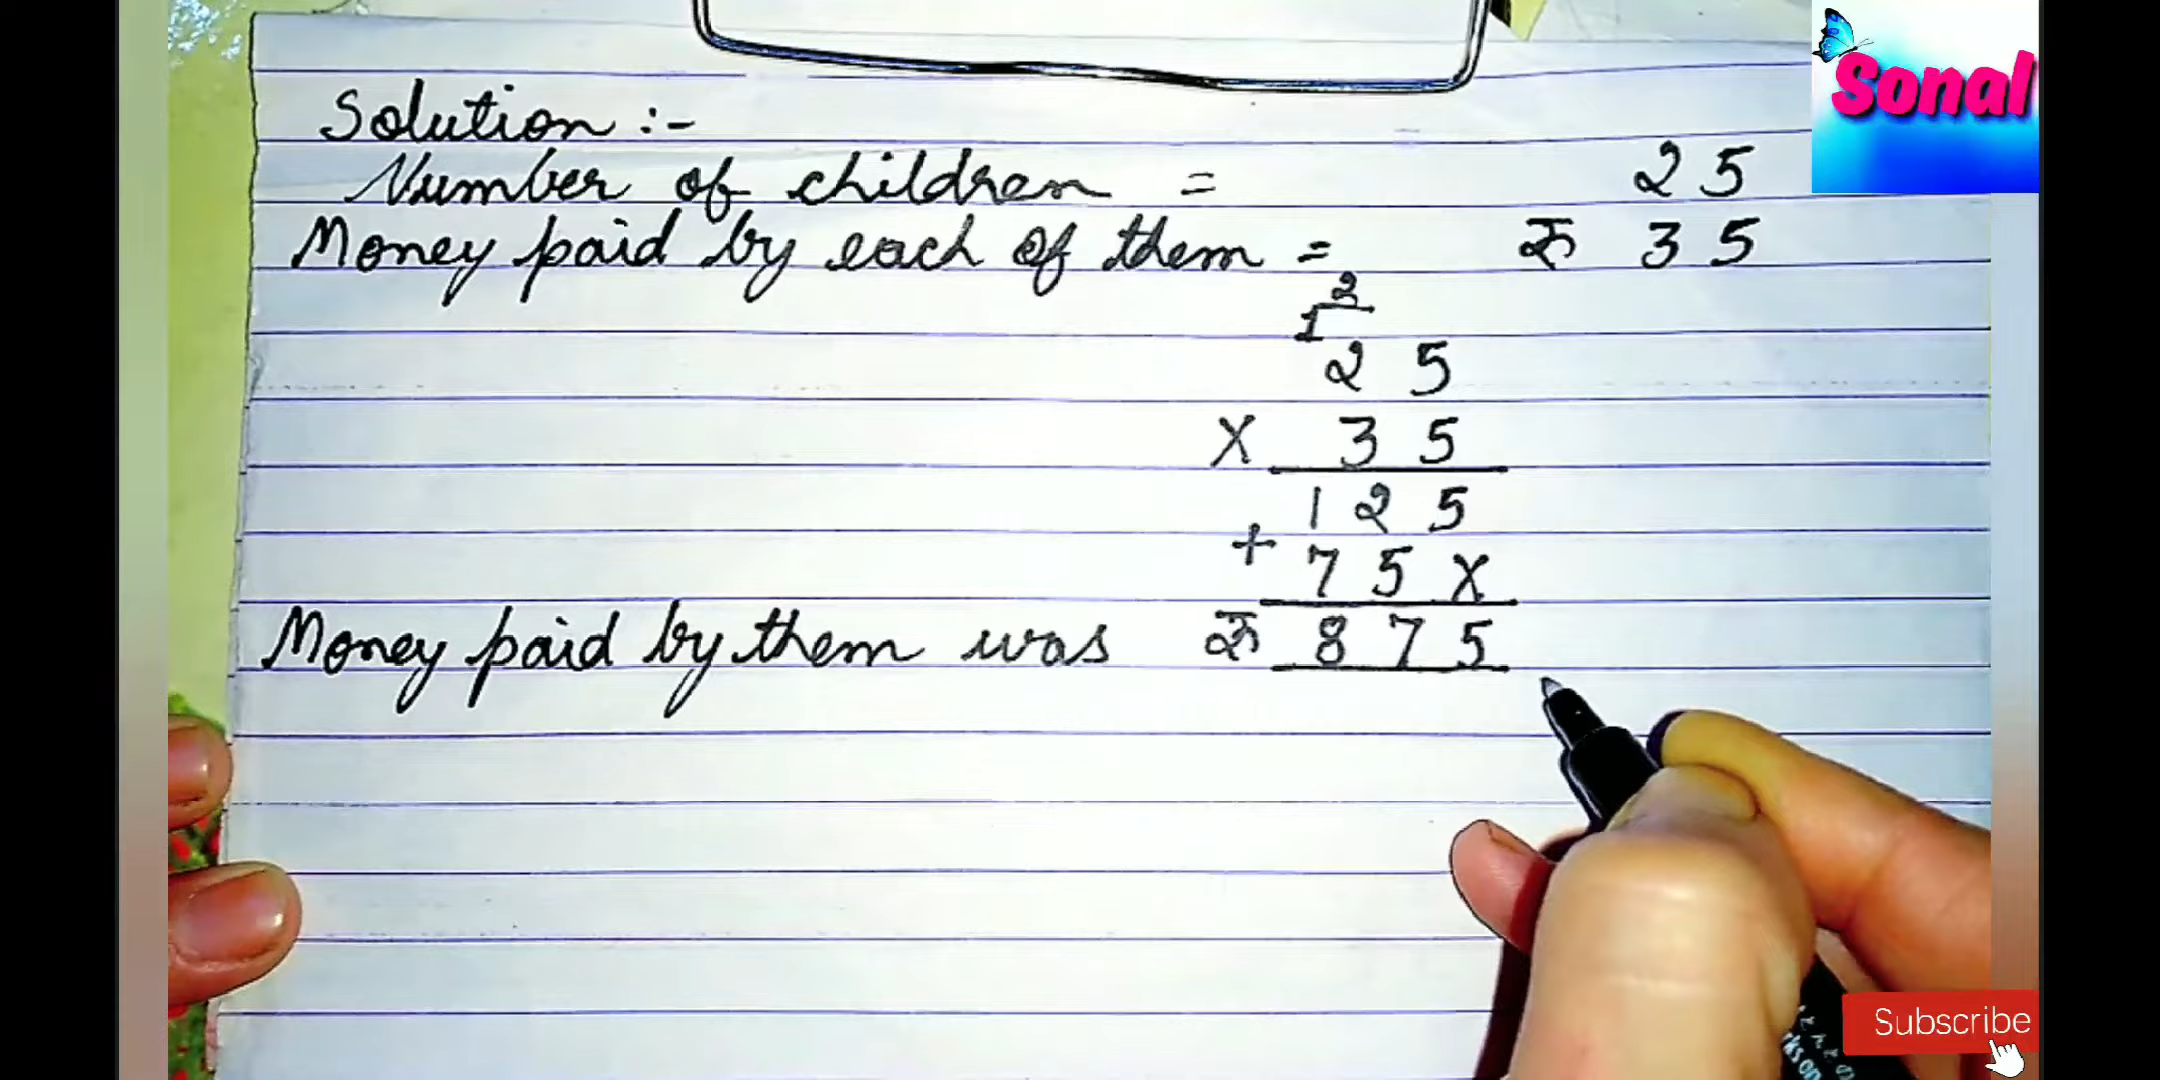 Sonal
Solution :-
Number of children = 25
Money paid by each of them = रु 35
2
1
25
X 35
125
+ 75X
Money paid by them was रु 875
Subscribe